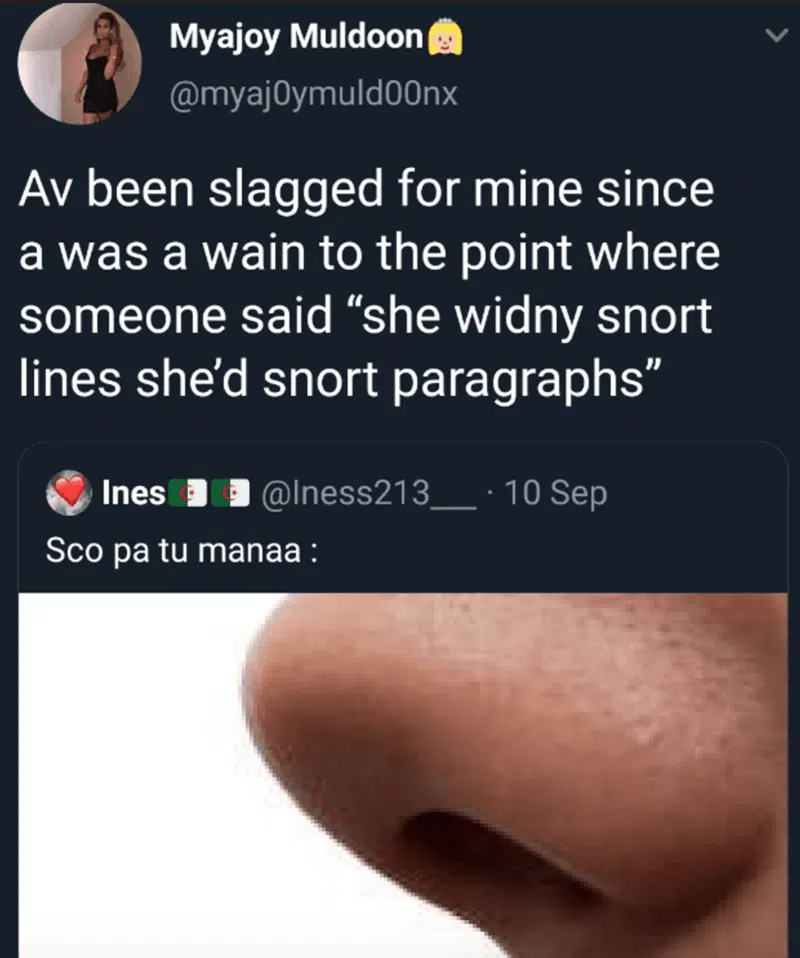 Myajoy Muldoon👸🏼
@myaj0ymuld00nx
Av been slagged for mine since
a was a wain to the point where
someone said “she widny snort
lines she’d snort paragraphs”
Ines🇩🇿🇩🇿 @Iness213__ · 10 Sep
Sco pa tu manaa :